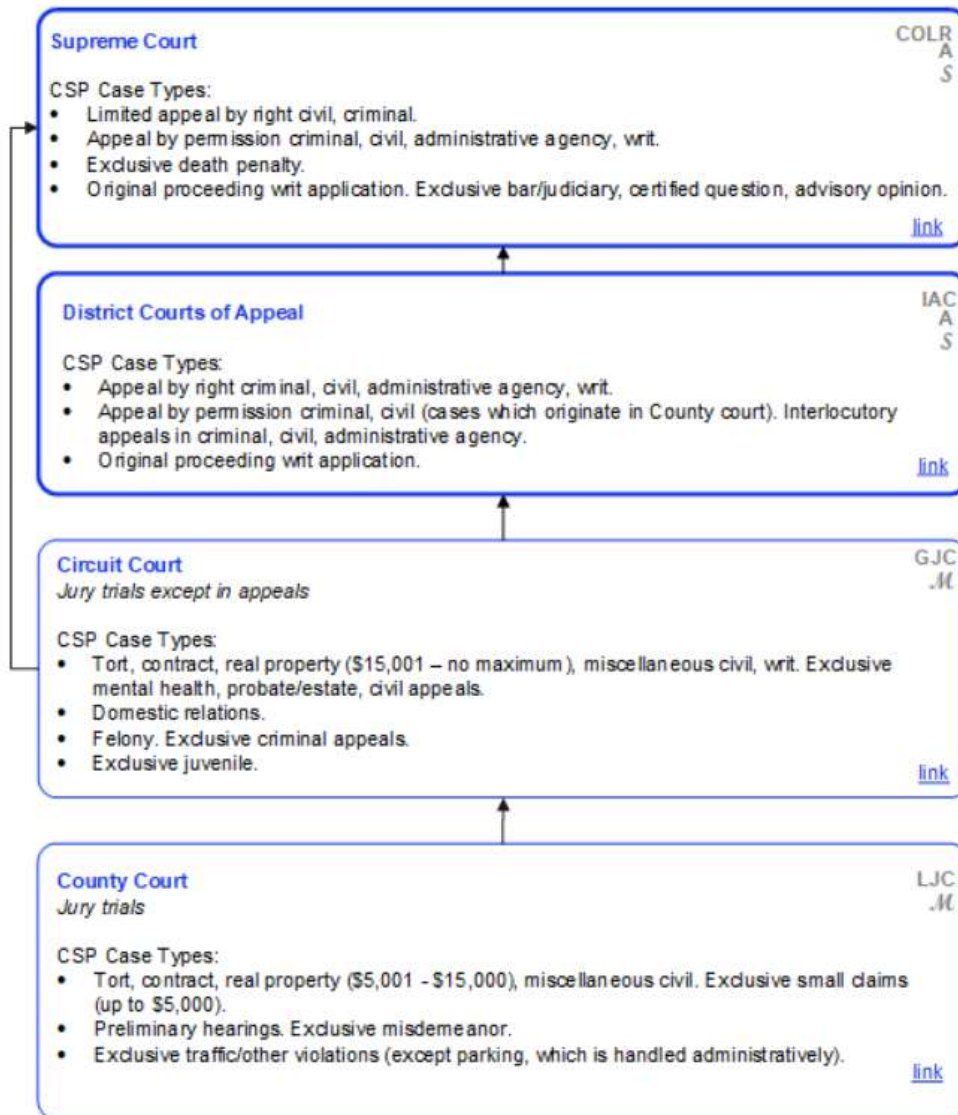 Supreme Court
COLR
A
S
CSP Case Types:
• Limited appeal by right civil, criminal.
• Appeal by permission criminal, civil, administrative agency, writ.
• Exclusive death penalty.
• Original proceeding writ application. Exclusive bar/judiciary, certified question, advisory opinion.
link
District Courts of Appeal
IAC
A
S
CSP Case Types:
• Appeal by right criminal, civil, administrative agency, writ.
• Appeal by permission criminal, civil (cases which originate in County court). Interlocutory
appeals in criminal, civil, administrative agency.
• Original proceeding writ application.
link
Circuit Court
GJC
Jury trials except in appeals
M
CSP Case Types:
• Tort, contract, real property ($15,001 – no maximum), miscellaneous civil, writ. Exclusive
mental health, probate/estate, civil appeals.
• Domestic relations.
• Felony. Exclusive criminal appeals.
• Exclusive juvenile.
link
County Court
LJC
Jury trials
M
CSP Case Types:
• Tort, contract, real property ($5,001 - $15,000), miscellaneous civil. Exclusive small claims
(up to $5,000).
• Preliminary hearings. Exclusive misdemeanor.
• Exclusive traffic/other violations (except parking, which is handled administratively).
link